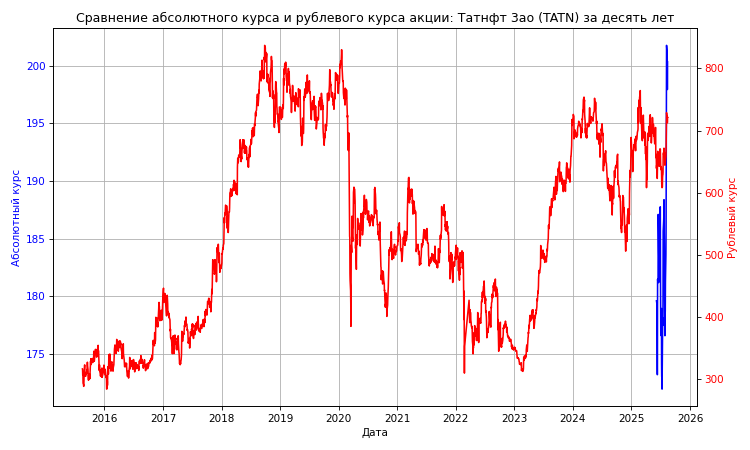 Сравнение абсолютного курса и рублевого курса акции: Татнфт 3ао (TATN) за десять лет
Абсолютный курс
200
195
190
185
180
175
Рублевый курс
800
700
600
500
400
300
2016 2017 2018 2019 2020 2021 2022 2023 2024 2025 2026
Дата